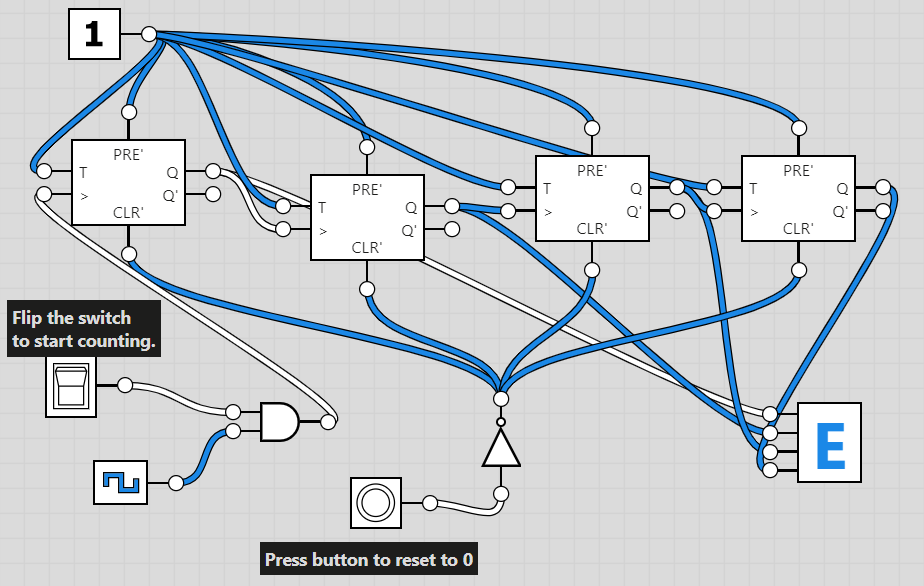 1
PRE'
T
Q
>
Q'
CLR'
PRE'
T
Q
>
Q'
CLR'
PRE'
T
Q
>
Q'
CLR'
PRE'
T
Q
>
Q'
CLR'
Flip the switch
to start counting.
E
Press button to reset to 0